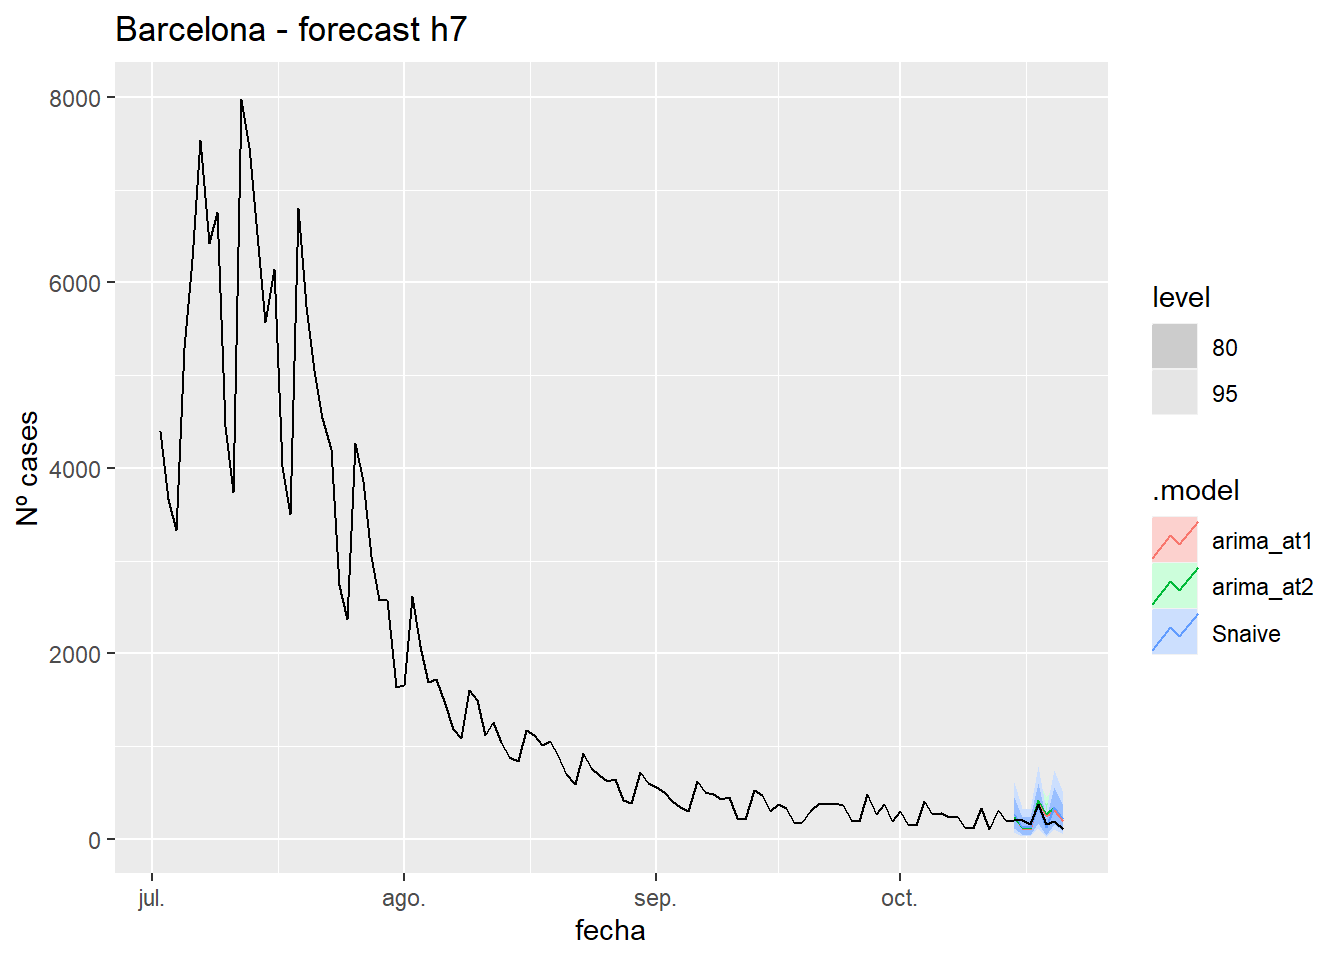 Barcelona - forecast h7
8000
6000
4000
2000
0
Nº cases
jul.
ago.
sep.
oct.
fecha
level
80
95
.model
arima_at1
arima_at2
Snaive